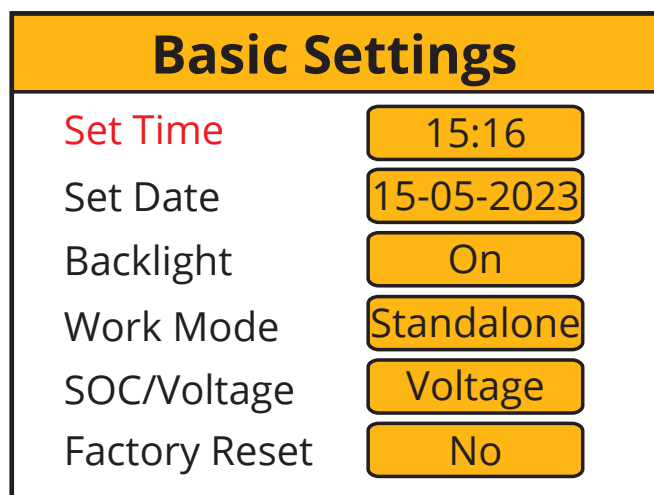 Basic Settings
Set Time 15:16
Set Date 15-05-2023
Backlight On
Work Mode Standalone
SOC/Voltage Voltage
Factory Reset No